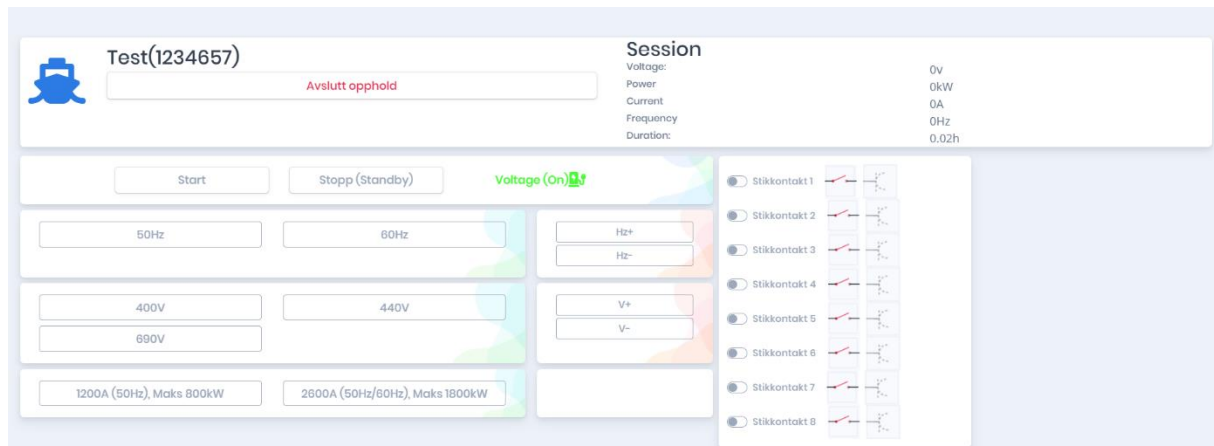 Test(1234657)
Avslutt opphold
Session
Voltage: 0v
Power 0kW
Current 0A
Frequency 0Hz
Duration: 0.02h
Start Stopp (Standby) Voltage (On)
50Hz 60Hz
Hz+
Hz-
400V 440V
690V
V+
V-
1200A (50Hz), Maks 800kW 2600A (50Hz/60Hz), Maks 1800kW
Stikkontakt 1
Stikkontakt 2
Stikkontakt 3
Stikkontakt 4
Stikkontakt 5
Stikkontakt 6
Stikkontakt 7
Stikkontakt 8